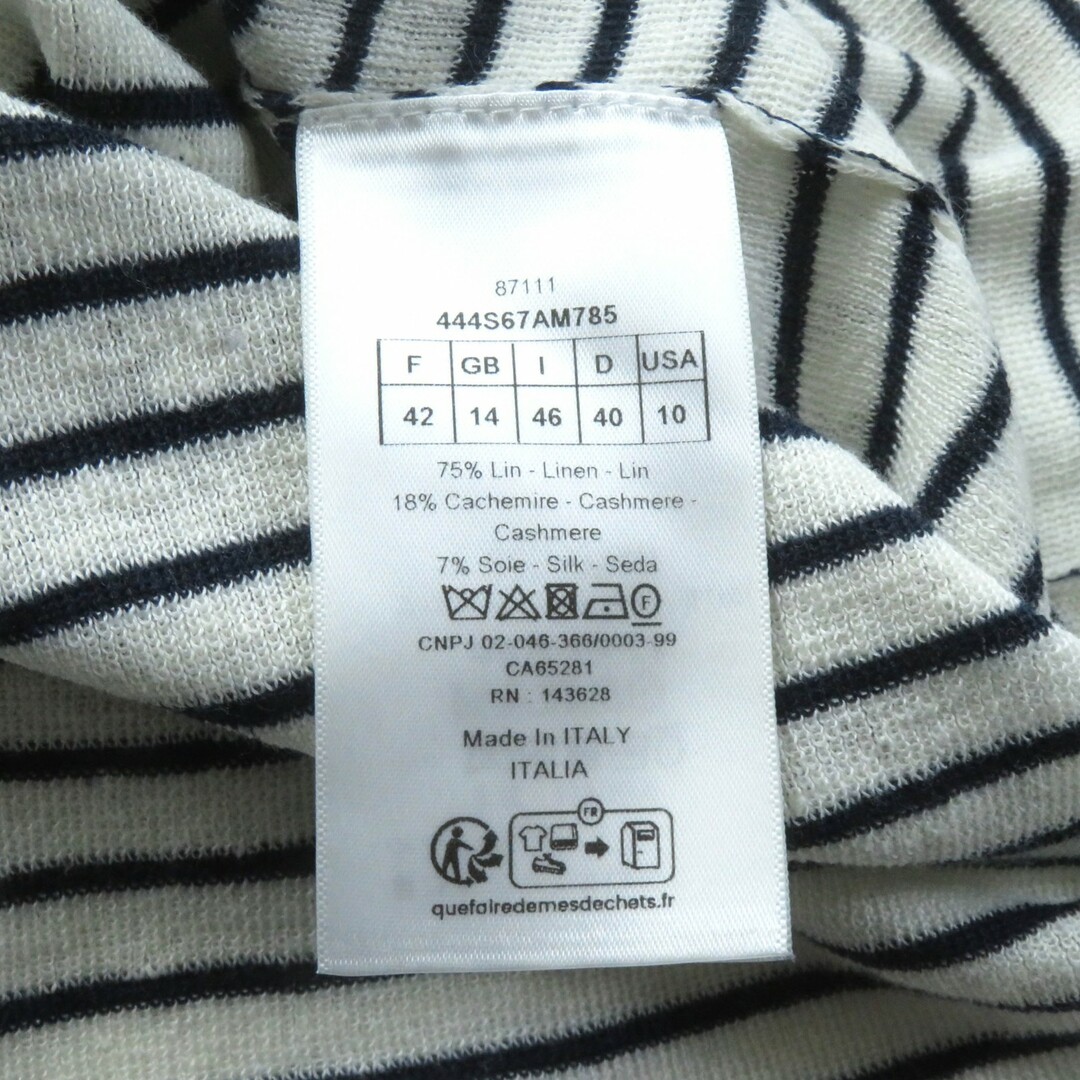 87111
444S67AM785
F GB I D USA
42 14 46 40 10
75% Lin - Linen - Lin
18% Cachemire - Cashmere -
Cashmere
7% Soie - Silk - Seda
F
CNPJ 02-046-366/0003-99
CA65281
RN : 143628
Made In ITALY
ITALIA
FR
quefairedemesdechets.fr